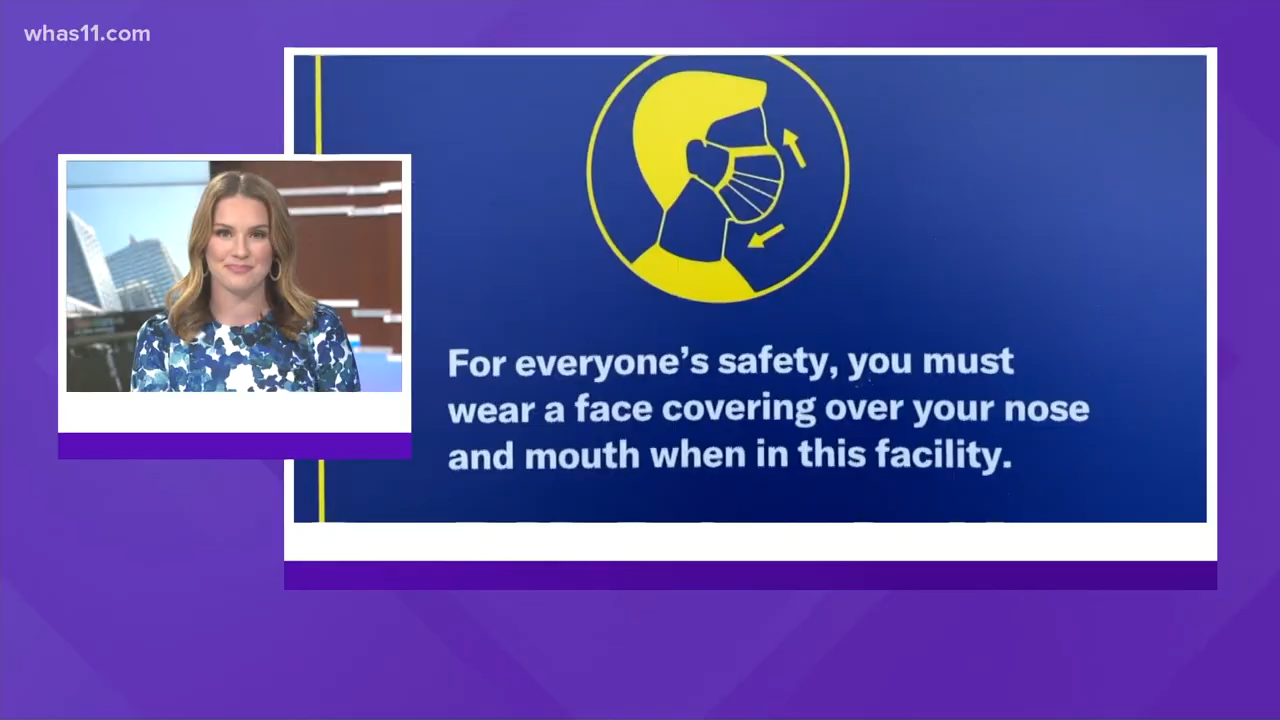 whas11.com
For everyone's safety, you must
wear a face covering over your nose
and mouth when in this facility.